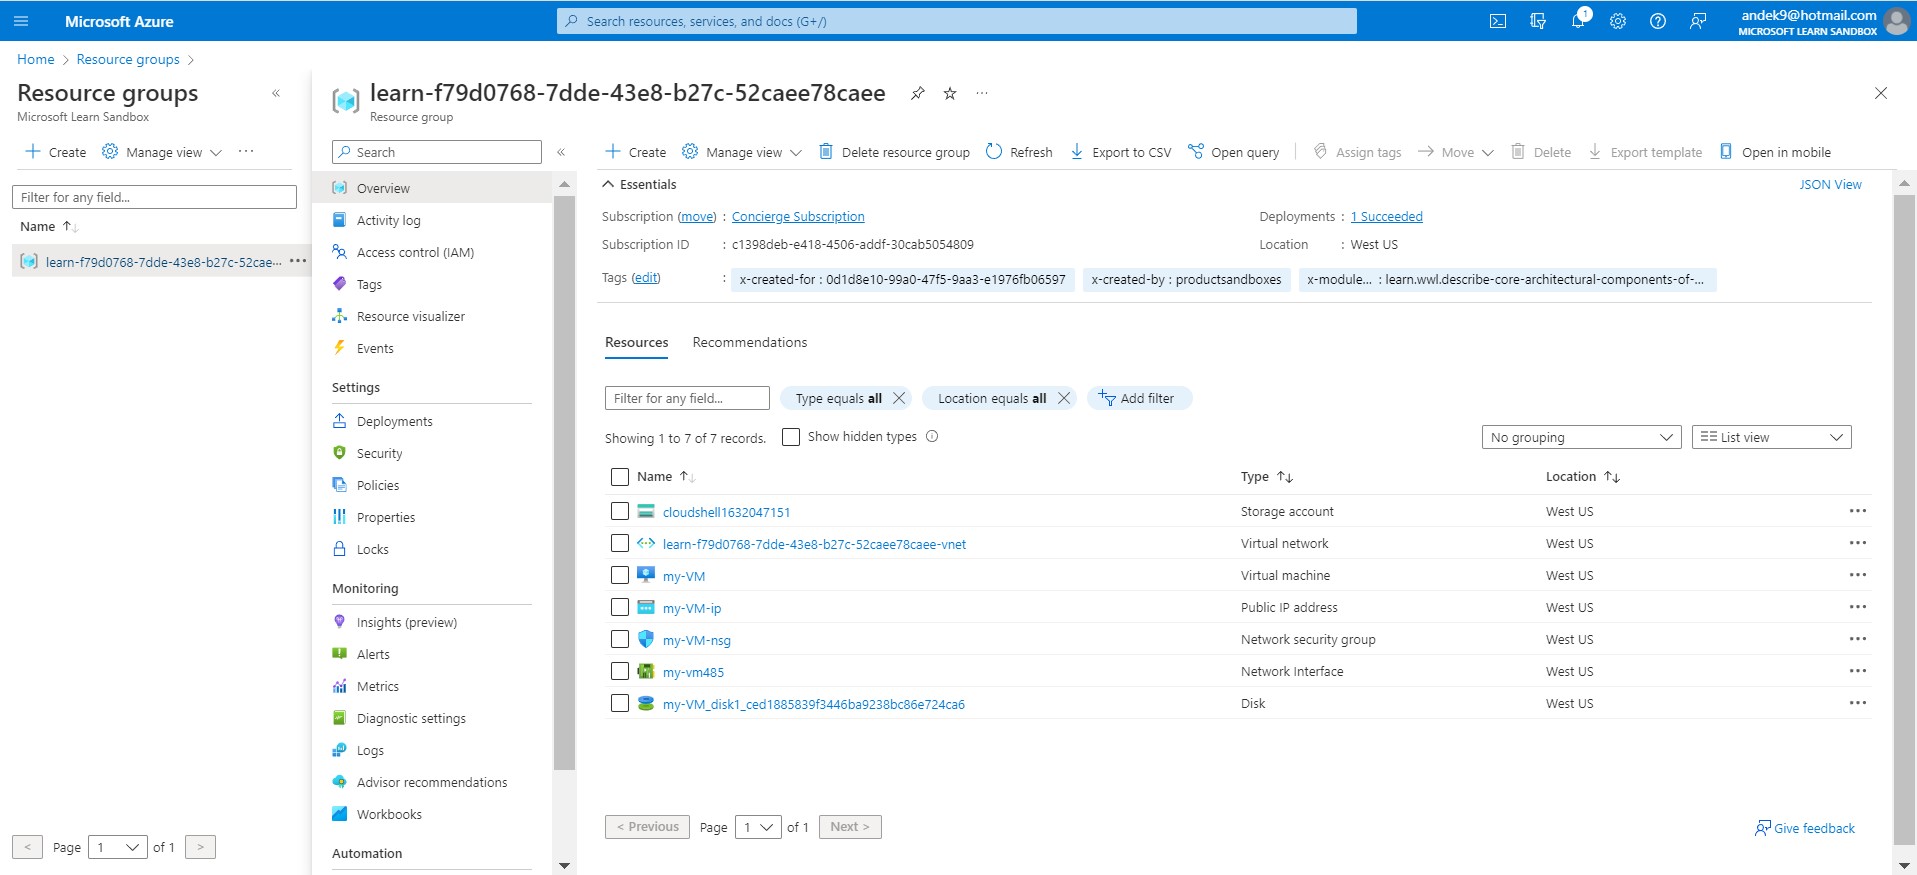 Microsoft Azure
Search resources, services, and docs (G+/)
1
andek9@hotmail.com
MICROSOFT LEARN SANDBOX
Home > Resource groups >
Resource groups
Microsoft Learn Sandbox
Create Manage view ...
Filter for any field...
Name
learn-f79d0768-7dde-43e8-b27c-52cae...
< Page 1 of 1 >
learn-f79d0768-7dde-43e8-b27c-52caee78caee
Resource group
Search
Overview
Activity log
Access control (IAM)
Tags
Resource visualizer
Events
Settings
Deployments
Security
Policies
Properties
Locks
Monitoring
Insights (preview)
Alerts
Metrics
Diagnostic settings
Logs
Advisor recommendations
Workbooks
Automation
Create Manage view Delete resource group Refresh Export to CSV Open query Assign tags Move Delete Export template Open in mobile
Essentials
JSON View
Subscription (move) : Concierge Subscription
Deployments : 1 Succeeded
Subscription ID : c1398deb-e418-4506-addf-30cab5054809
Location : West US
Tags (edit) : x-created-for : 0d1d8e10-99a0-47f5-9aa3-e1976fb06597 x-created-by : productsandboxes x-module... : learn.wwl.describe-core-architectural-components-of-...
Resources Recommendations
Filter for any field... Type equals all Location equals all Add filter
Showing 1 to 7 of 7 records. Show hidden types
No grouping List view
Name Type Location
cloudshell1632047151 Storage account West US
learn-f79d0768-7dde-43e8-b27c-52caee78caee-vnet Virtual network West US
my-VM Virtual machine West US
my-VM-ip Public IP address West US
my-VM-nsg Network security group West US
my-vm485 Network Interface West US
my-VM_disk1_ced1885839f3446ba9238bc86e724ca6 Disk West US
< Previous Page 1 of 1 Next >
Give feedback